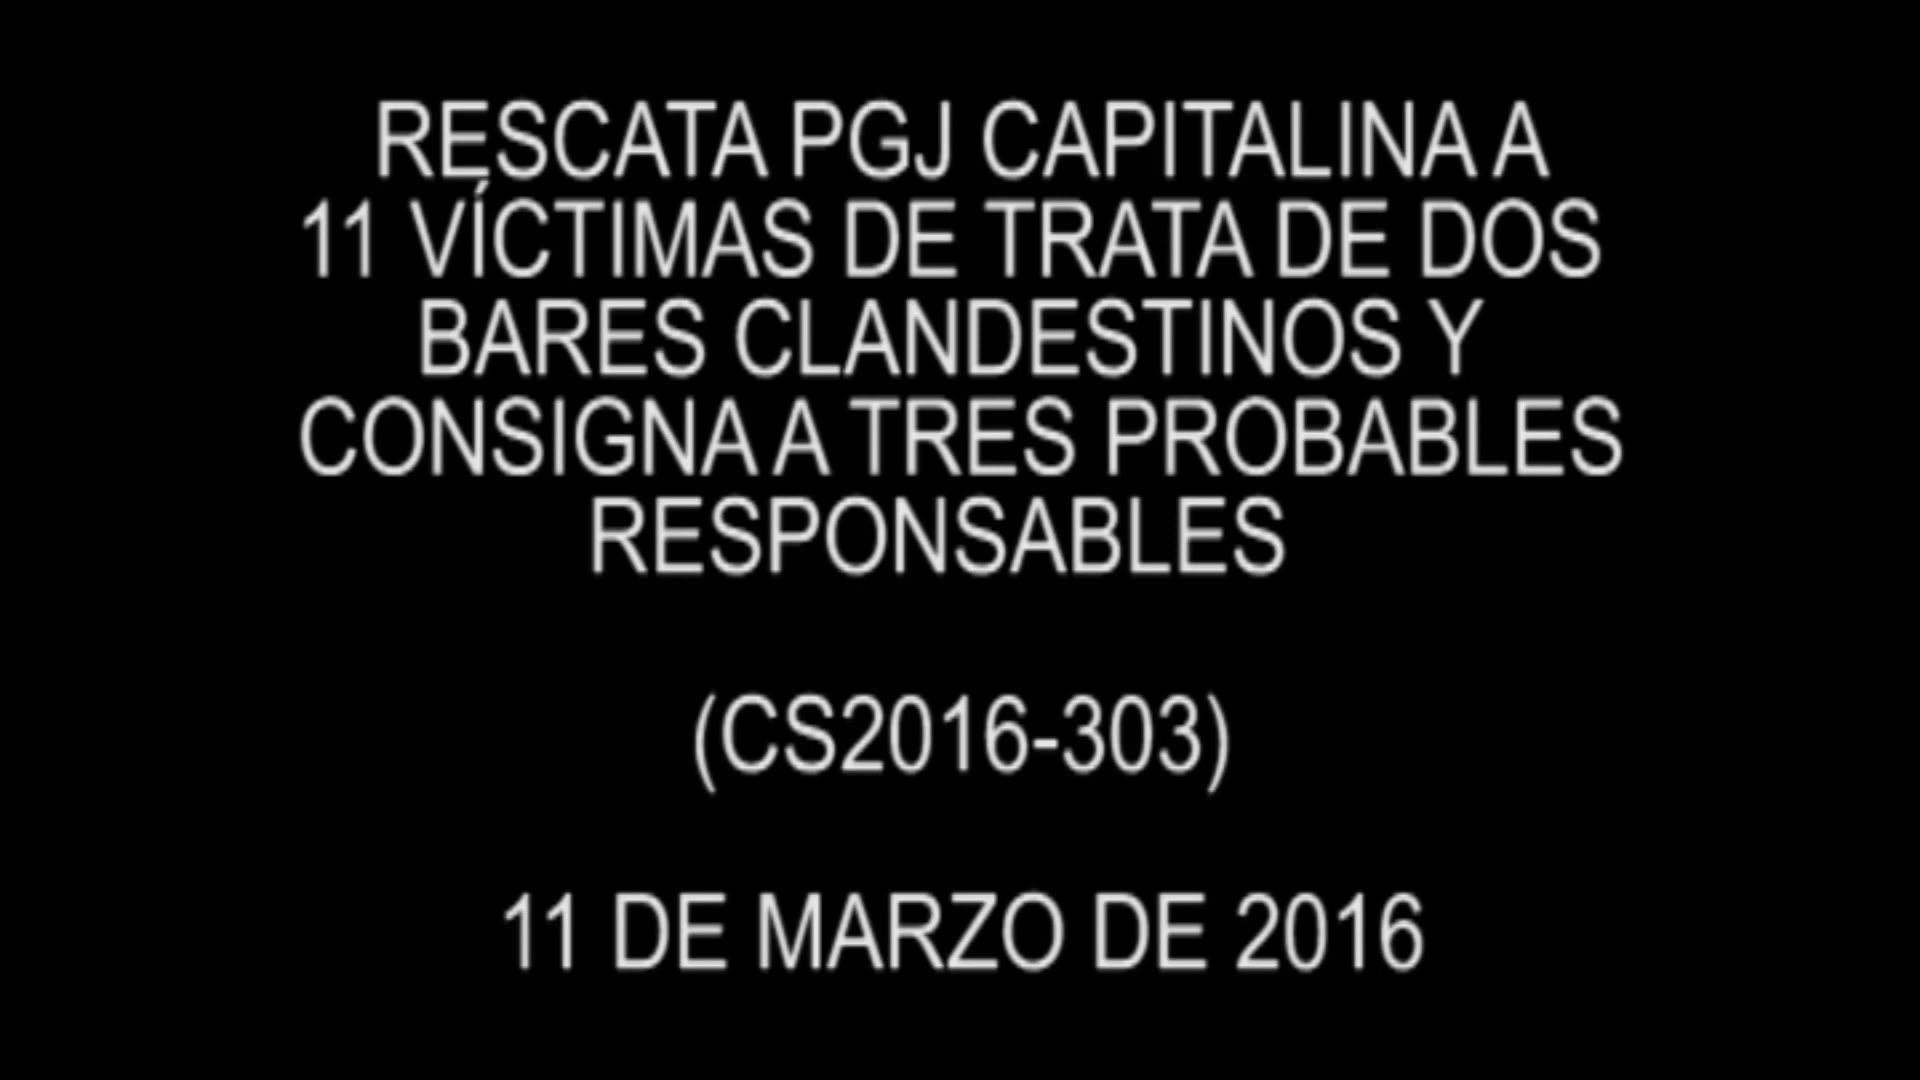 RESCATA PGJ CAPITALINA A
11 VÍCTIMAS DE TRATA DE DOS
BARES CLANDESTINOS Y
CONSIGNA A TRES PROBABLES
RESPONSABLES
(CS2016-303)
11 DE MARZO DE 2016